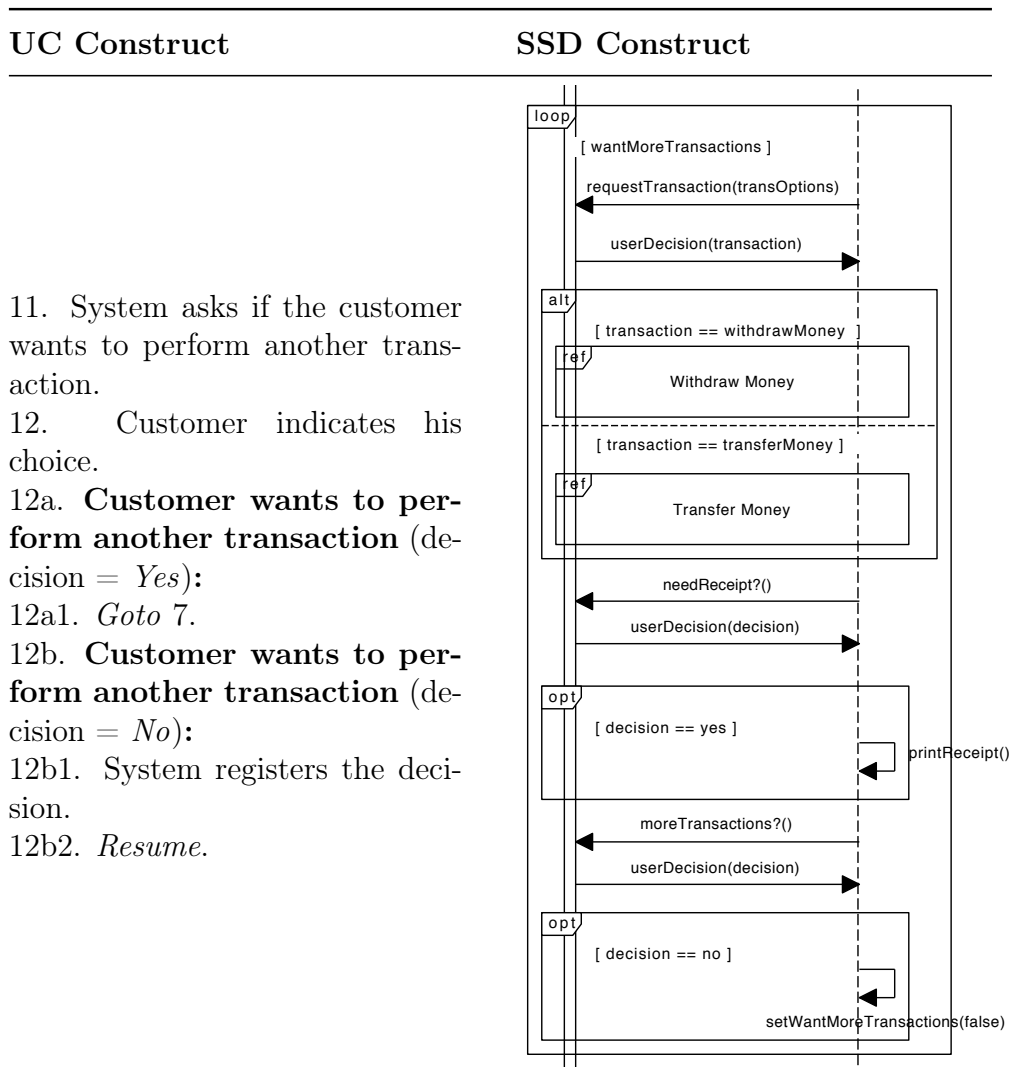 UC Construct
SSD Construct
11. System asks if the customer
wants to perform another trans-
action.
12. Customer indicates his
choice.
12a. Customer wants to per-
form another transaction (de-
cision = Yes):
12a1. Goto 7.
12b. Customer wants to per-
form another transaction (de-
cision = No):
12b1. System registers the deci-
sion.
12b2. Resume.
loop
[ wantMoreTransactions ]
requestTransaction(transOptions)
userDecision(transaction)
alt
[ transaction == withdrawMoney ]
ref
Withdraw Money
[ transaction == transferMoney ]
ref
Transfer Money
needReceipt?()
userDecision(decision)
opt
[ decision == yes ]
printReceipt()
moreTransactions?()
userDecision(decision)
opt
[ decision == no ]
setWantMoreTransactions(false)